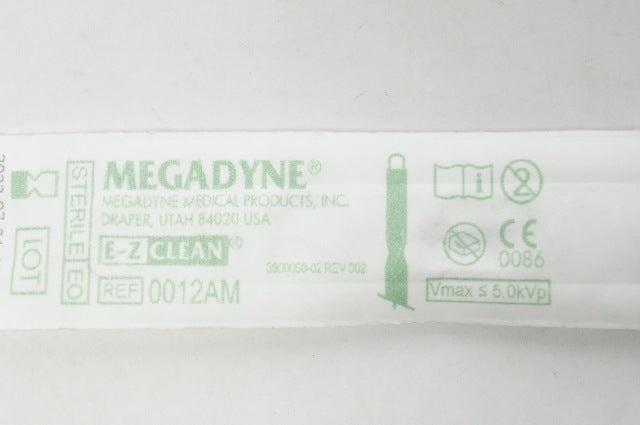 MEGADYNE®
MEGADYNE MEDICAL PRODUCTS, INC.
DRAPER, UTAH 84020 USA
E-Z CLEAN®
3900050-02 REV 002
REF 0012AM
STERILE EO
LOT
i
2
CE
0086
Vmax ≤ 5.0kVp